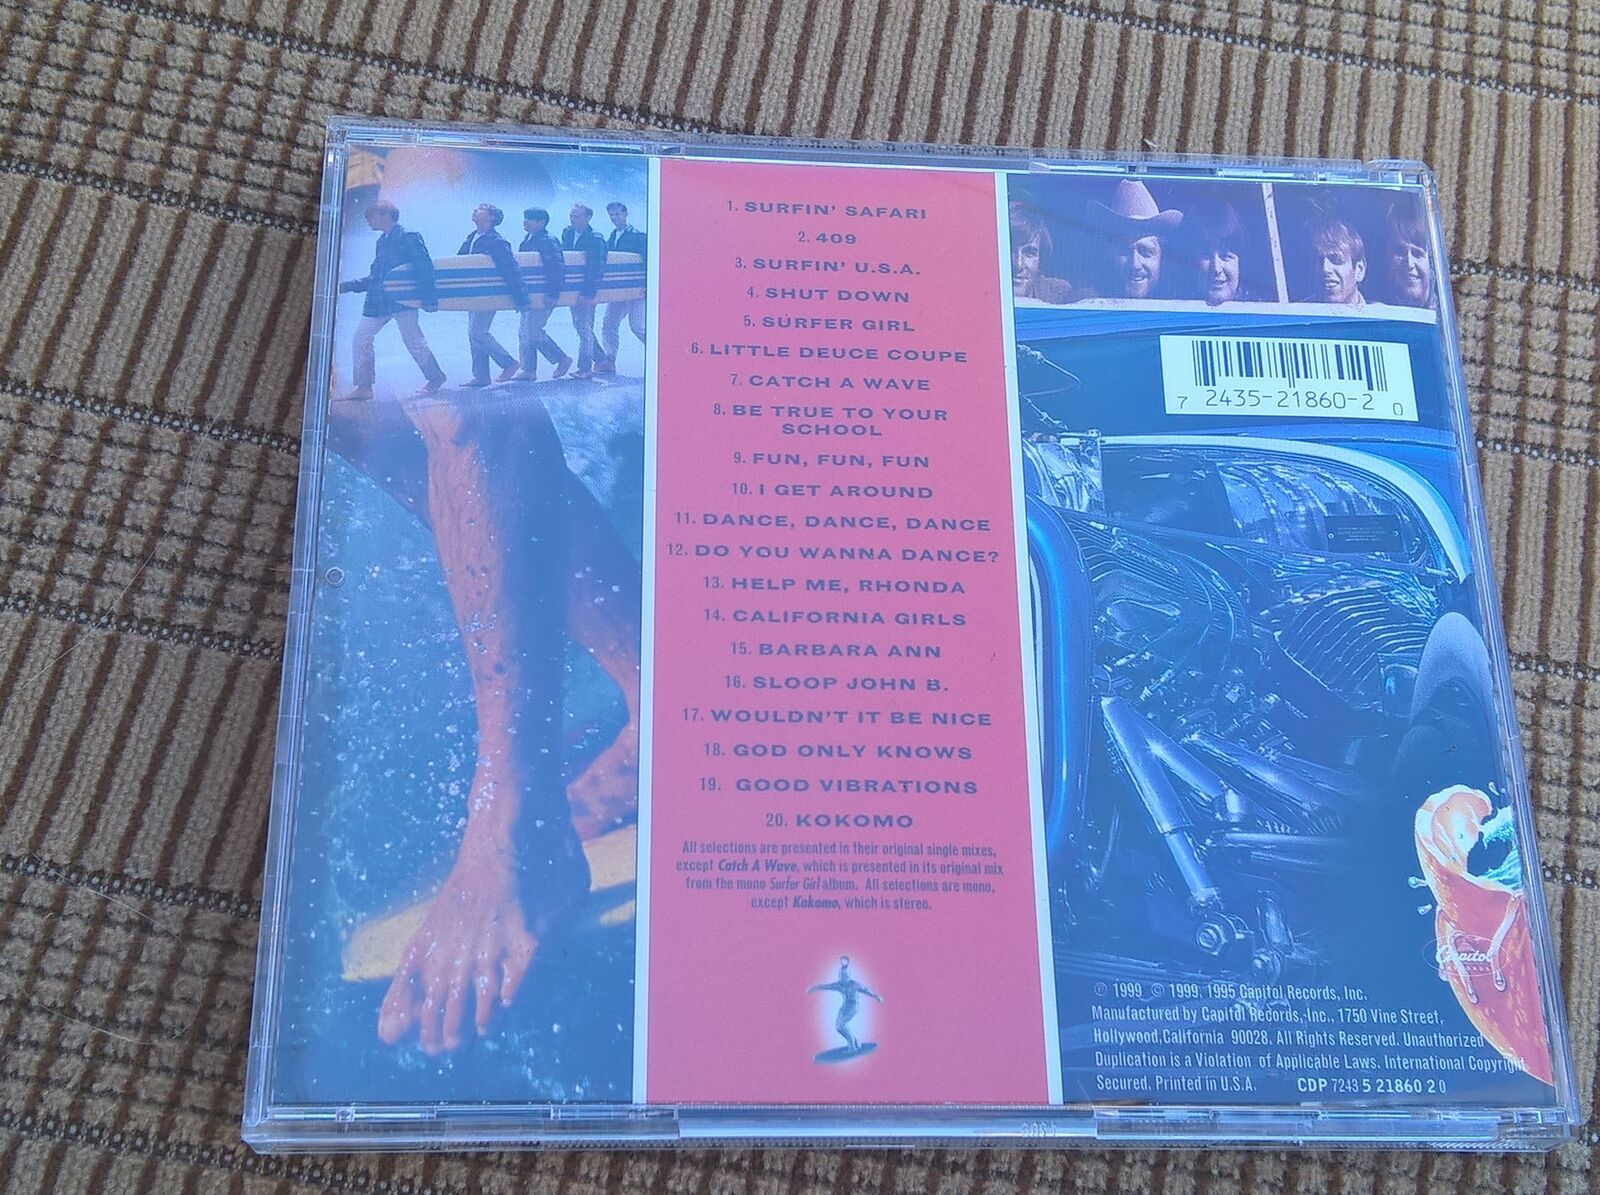 1. SURFIN' SAFARI
2. 409
3. SURFIN' U.S.A.
4. SHUT DOWN
5. SURFER GIRL
6. LITTLE DEUCE COUPE
7. CATCH A WAVE
8. BE TRUE TO YOUR
SCHOOL
9. FUN, FUN, FUN
10. I GET AROUND
11. DANCE, DANCE, DANCE
12. DO YOU WANNA DANCE?
13. HELP ME, RHONDA
14. CALIFORNIA GIRLS
15. BARBARA ANN
16. SLOOP JOHN B.
17. WOULDN'T IT BE NICE
18. GOD ONLY KNOWS
19. GOOD VIBRATIONS
20. KOKOMO
All selections are presented in their original single mixes,
except Catch A Wave, which is presented in its original mix
from the mono Surfer Girl album. All selections are mono,
except Kokomo, which is stereo.
7 2435-21860-2 0
Capitol
RECORDS
℗ 1999 © 1999, 1995 Capitol Records, Inc.
Manufactured by Capitol Records, Inc., 1750 Vine Street,
Hollywood, California 90028. All Rights Reserved. Unauthorized
Duplication is a Violation of Applicable Laws. International Copyright
Secured. Printed in U.S.A. CDP 7243 5 21860 2 0